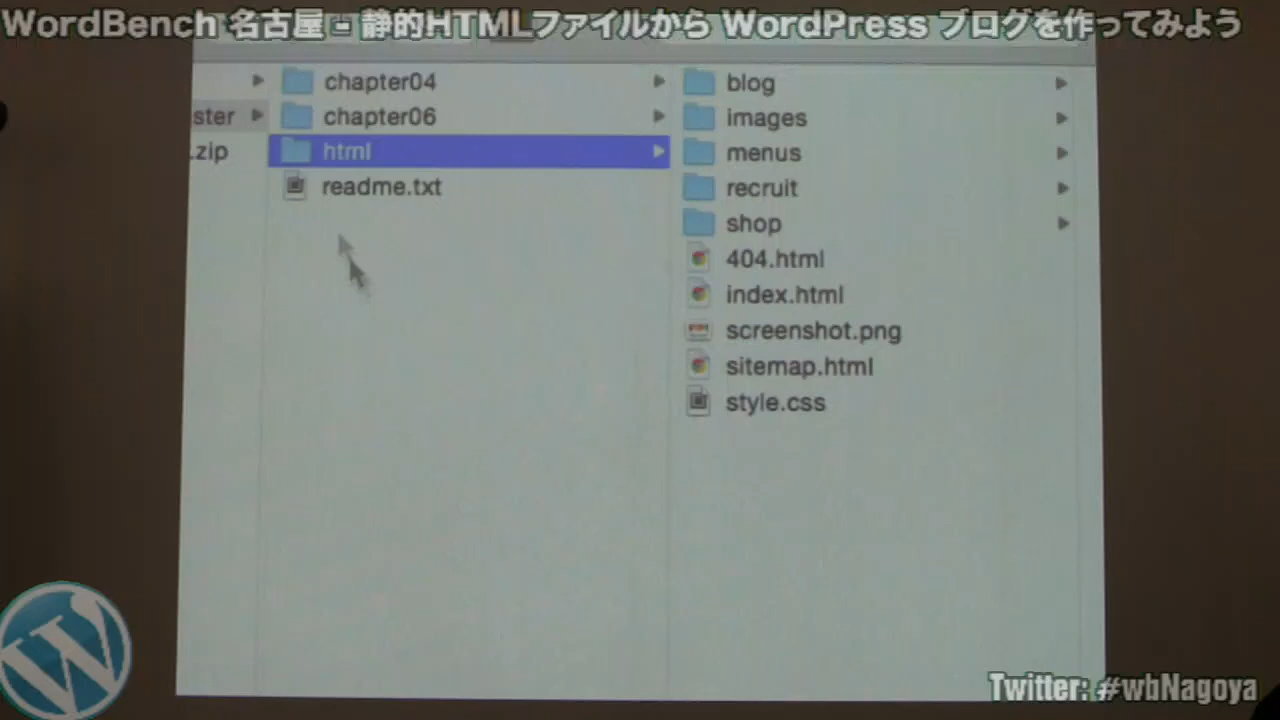 WordBench 名古屋 - 静的HTMLファイルから WordPress ブログを作ってみよう
ster
.zip
chapter04
chapter06
html
readme.txt
blog
images
menus
recruit
shop
404.html
index.html
screenshot.png
sitemap.html
style.css
W
Twitter: #wbNagoya